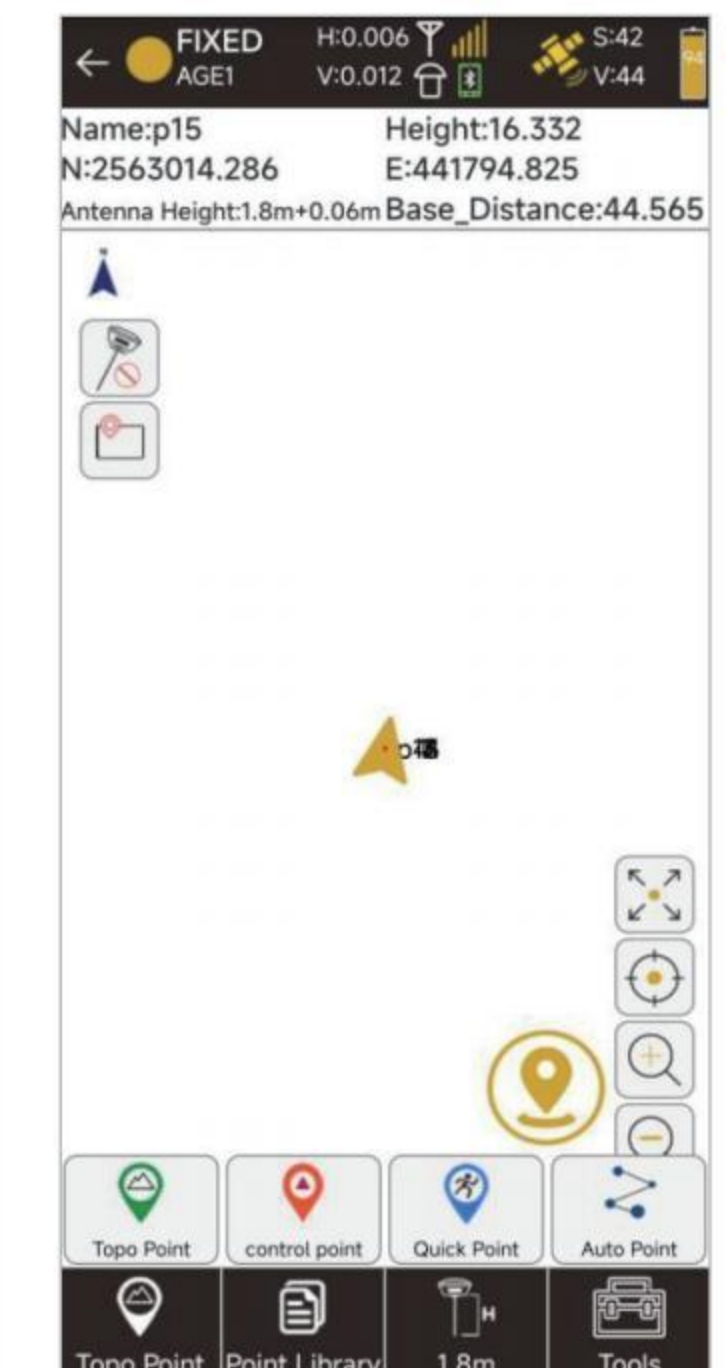 FIXED H:0.006 S:42
AGE1 V:0.012 V:44
94
Name:p15 Height:16.332
N:2563014.286 E:441794.825
Antenna Height:1.8m+0.06m Base_Distance:44.565
Topo Point control point Quick Point Auto Point
H
Topo Point Point Library 1.8m Tools